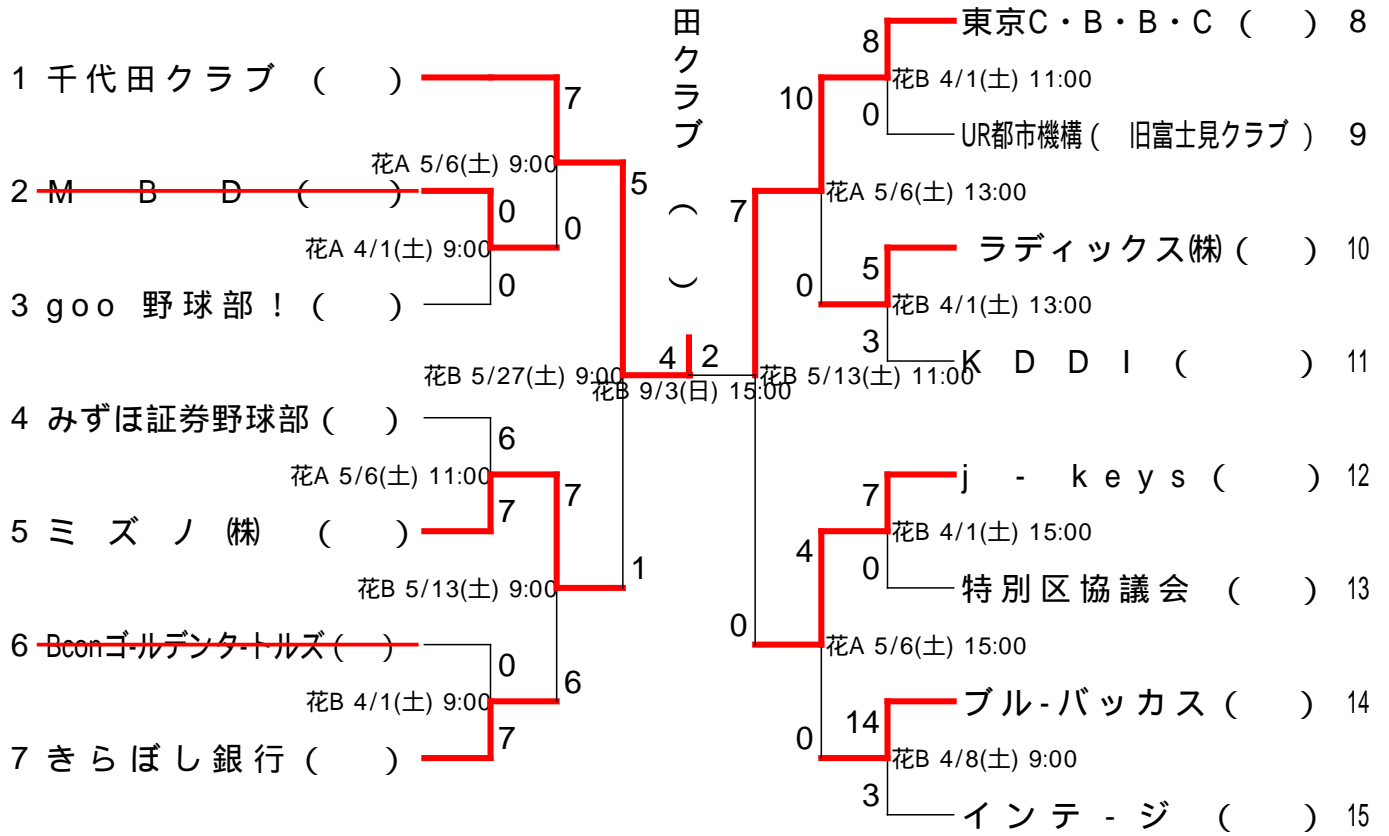 田クラブ ( )
1 千代田クラブ ( )
7
花A 5/6(土) 9:00
2 M B D ( )
0
0
花A 4/1(土) 9:00
0
3 goo 野球部！ ( )
5
花B 5/27(土) 9:00
4 みずほ証券野球部 ( )
6
花A 5/6(土) 11:00
7
7
5 ミズノ㈱ ( )
花B 5/13(土) 9:00
1
6 Bconゴ-ルデンタ-トルズ ( )
0
6
花B 4/1(土) 9:00
7
7 きらぼし銀行 ( )
4 2
花B 9/3(日) 15:00
東京C・B・B・C ( ) 8
8
10
花B 4/1(土) 11:00
0
UR都市機構 ( 旧富士見クラブ ) 9
7
花A 5/6(土) 13:00
ラディックス㈱ ( ) 10
5
0
花B 4/1(土) 13:00
3
KDDI ( ) 11
花B 5/13(土) 11:00
j - keys ( ) 12
7
4
花B 4/1(土) 15:00
0
特別区協議会 ( ) 13
0
花A 5/6(土) 15:00
ブル-バッカス ( ) 14
14
0
花B 4/8(土) 9:00
3
インテ-ジ ( ) 15